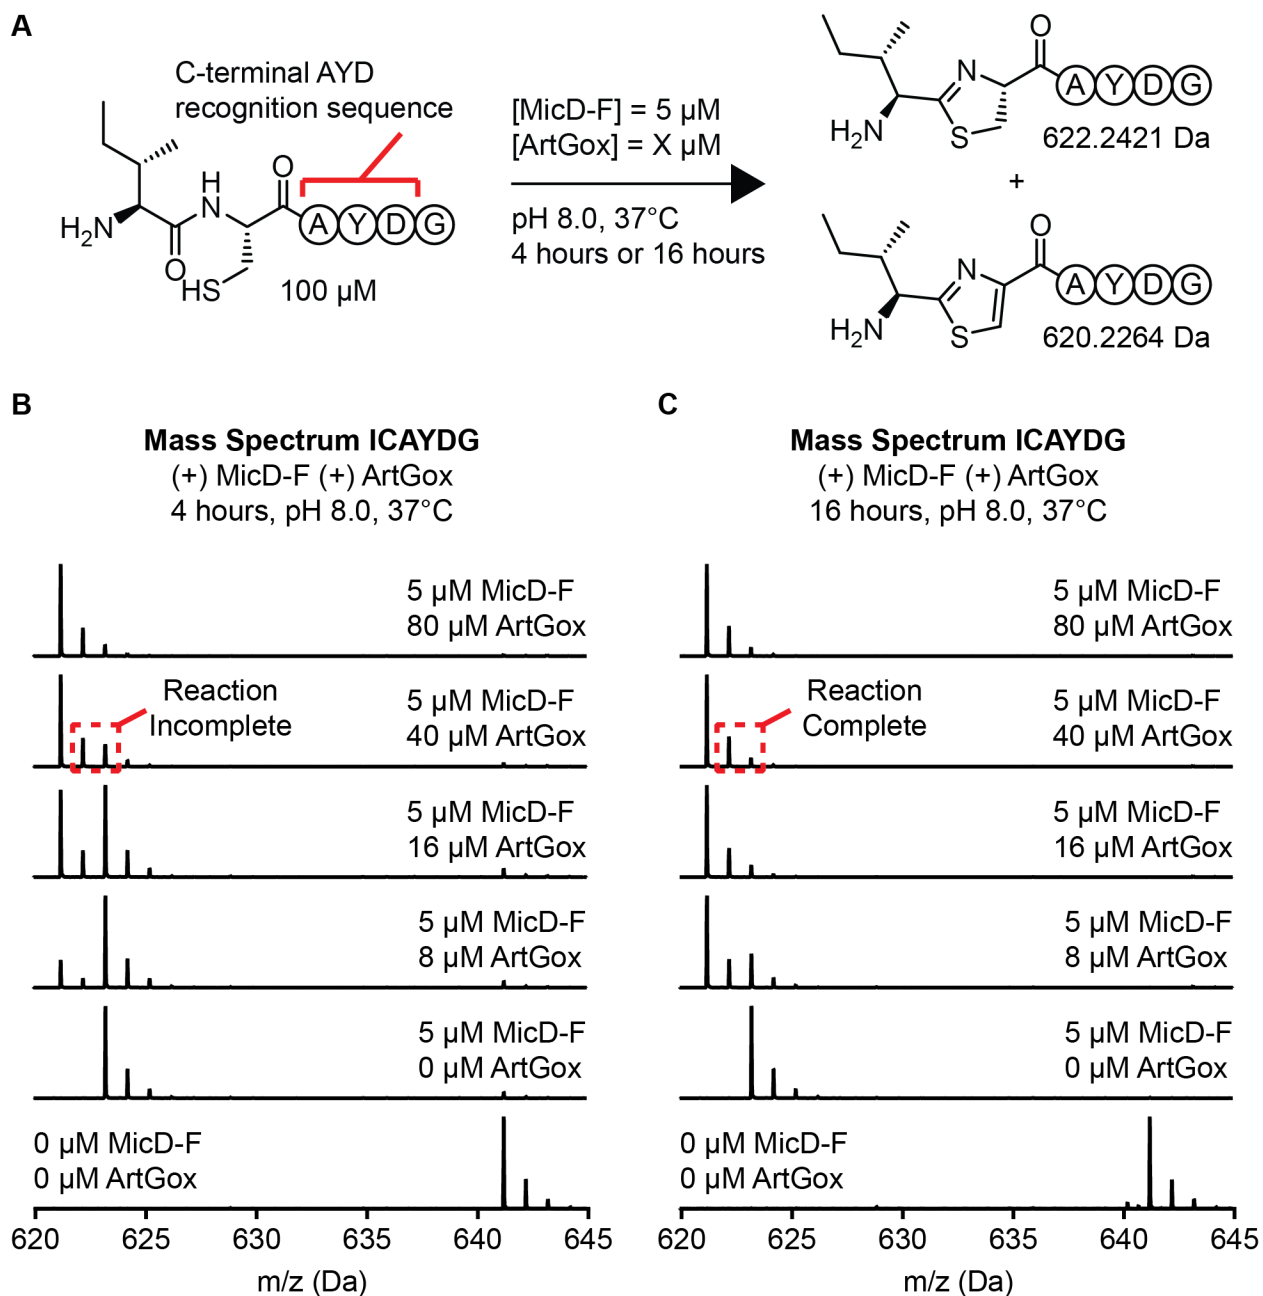 A
C-terminal AYD
recognition sequence
H₂N
O
H
N
HS
O
A Y D G
100 µM
[MicD-F] = 5 µM
[ArtGox] = X µM
pH 8.0, 37°C
4 hours or 16 hours
H₂N
N
S
O
A Y D G
622.2421 Da
+
H₂N
N
S
O
A Y D G
620.2264 Da
B
Mass Spectrum ICAYDG
(+) MicD-F (+) ArtGox
4 hours, pH 8.0, 37°C
5 µM MicD-F
80 µM ArtGox
Reaction
Incomplete
5 µM MicD-F
40 µM ArtGox
5 µM MicD-F
16 µM ArtGox
5 µM MicD-F
8 µM ArtGox
5 µM MicD-F
0 µM ArtGox
0 µM MicD-F
0 µM ArtGox
620 625 630 635 640 645
m/z (Da)
C
Mass Spectrum ICAYDG
(+) MicD-F (+) ArtGox
16 hours, pH 8.0, 37°C
5 µM MicD-F
80 µM ArtGox
Reaction
Complete
5 µM MicD-F
40 µM ArtGox
5 µM MicD-F
16 µM ArtGox
5 µM MicD-F
8 µM ArtGox
5 µM MicD-F
0 µM ArtGox
0 µM MicD-F
0 µM ArtGox
620 625 630 635 640 645
m/z (Da)